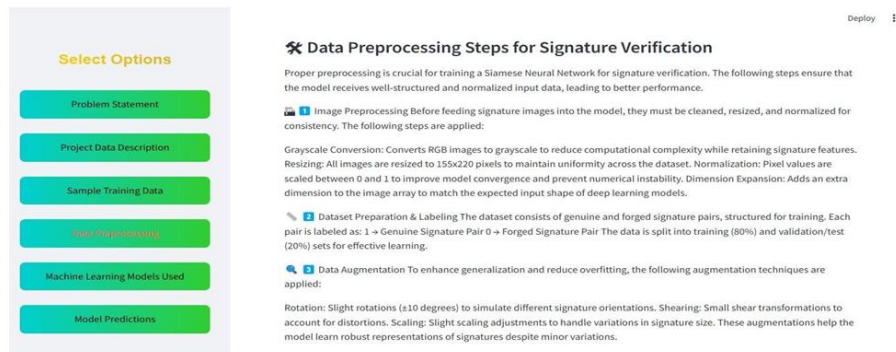 Deploy
Select Options
Problem Statement
Project Data Description
Sample Training Data
Data Preprocessing
Machine Learning Models Used
Model Predictions
🛠 Data Preprocessing Steps for Signature Verification
Proper preprocessing is crucial for training a Siamese Neural Network for signature verification. The following steps ensure that
the model receives well-structured and normalized input data, leading to better performance.
1 Image Preprocessing Before feeding signature images into the model, they must be cleaned, resized, and normalized for
consistency. The following steps are applied:
Grayscale Conversion: Converts RGB images to grayscale to reduce computational complexity while retaining signature features.
Resizing: All images are resized to 155x220 pixels to maintain uniformity across the dataset. Normalization: Pixel values are
scaled between 0 and 1 to improve model convergence and prevent numerical instability. Dimension Expansion: Adds an extra
dimension to the image array to match the expected input shape of deep learning models.
2 Dataset Preparation & Labeling The dataset consists of genuine and forged signature pairs, structured for training. Each
pair is labeled as: 1 → Genuine Signature Pair 0 → Forged Signature Pair The data is split into training (80%) and validation/test
(20%) sets for effective learning.
🔍 3 Data Augmentation To enhance generalization and reduce overfitting, the following augmentation techniques are
applied:
Rotation: Slight rotations (±10 degrees) to simulate different signature orientations. Shearing: Small shear transformations to
account for distortions. Scaling: Slight scaling adjustments to handle variations in signature size. These augmentations help the
model learn robust representations of signatures despite minor variations.